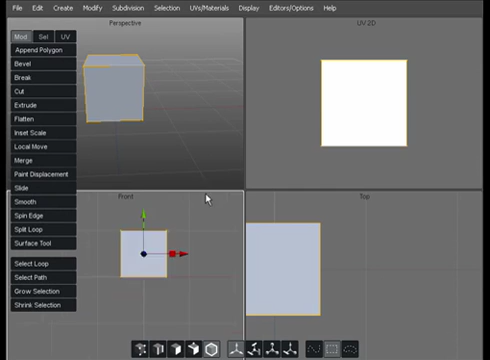 File Edit Create Modify Subdivision Selection UVs/Materials Display Editors/Options Help
Perspective
UV 2D
Mod Sel UV
Append Polygon
Bevel
Break
Cut
Extrude
Flatten
Inset Scale
Local Move
Merge
Paint Displacement
Slide
Smooth
Spin Edge
Split Loop
Surface Tool
Select Loop
Select Path
Grow Selection
Shrink Selection
Front
Top